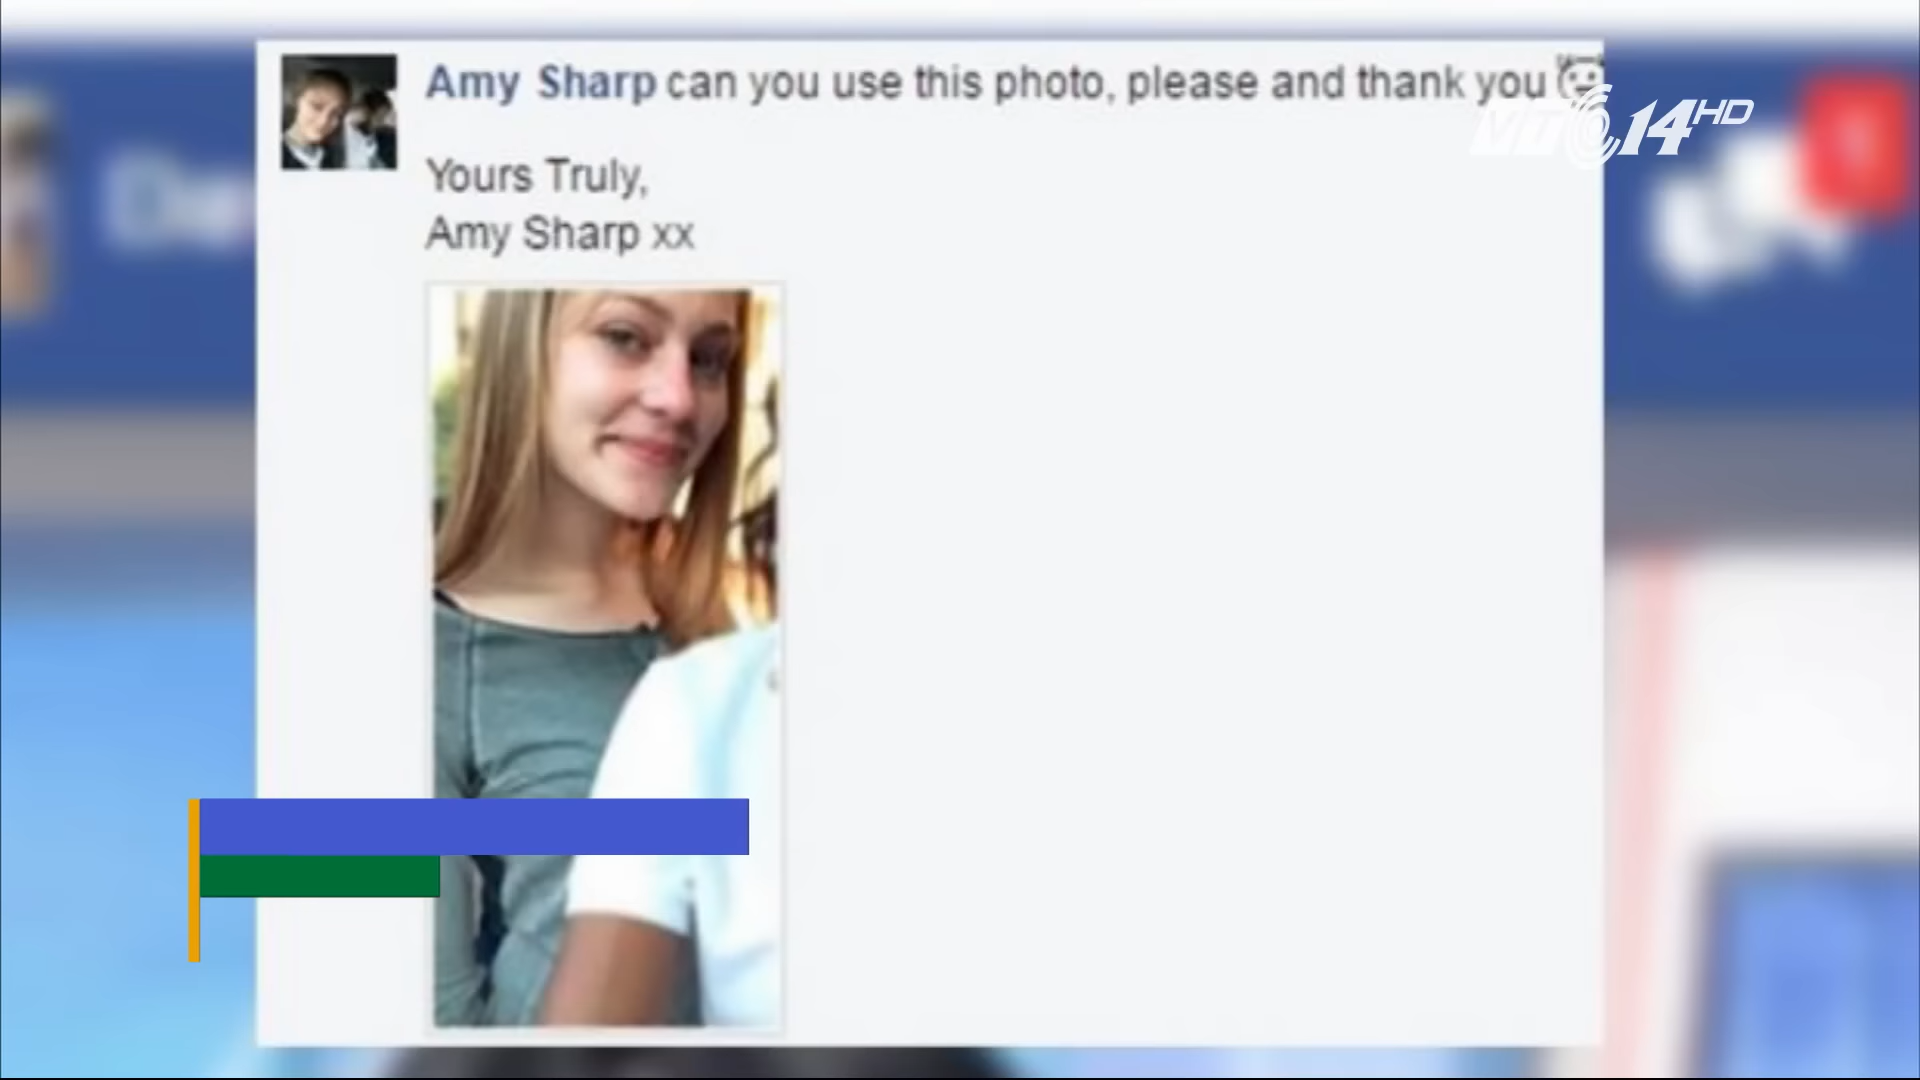 Amy Sharp can you use this photo, please and thank you
VTC14HD
Yours Truly,
Amy Sharp xx